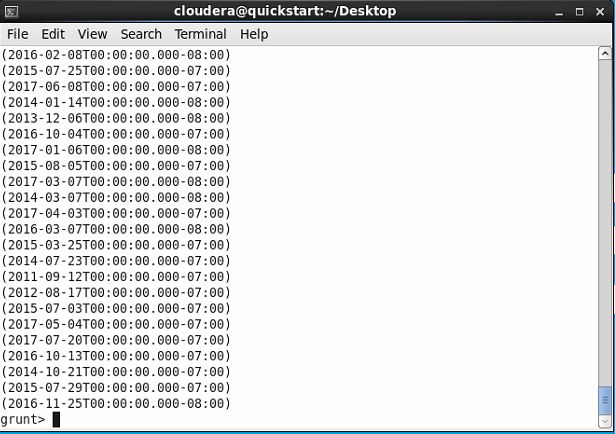 cloudera@quickstart:~/Desktop
File Edit View Search Terminal Help
(2016-02-08T00:00:00.000-08:00)
(2015-07-25T00:00:00.000-07:00)
(2017-06-08T00:00:00.000-07:00)
(2014-01-14T00:00:00.000-08:00)
(2013-12-06T00:00:00.000-08:00)
(2016-10-04T00:00:00.000-07:00)
(2017-01-06T00:00:00.000-08:00)
(2015-08-05T00:00:00.000-07:00)
(2017-03-07T00:00:00.000-08:00)
(2014-03-07T00:00:00.000-08:00)
(2017-04-03T00:00:00.000-07:00)
(2016-03-07T00:00:00.000-08:00)
(2015-03-25T00:00:00.000-07:00)
(2014-07-23T00:00:00.000-07:00)
(2011-09-12T00:00:00.000-07:00)
(2012-08-17T00:00:00.000-07:00)
(2015-07-03T00:00:00.000-07:00)
(2017-05-04T00:00:00.000-07:00)
(2017-07-20T00:00:00.000-07:00)
(2016-10-13T00:00:00.000-07:00)
(2014-10-21T00:00:00.000-07:00)
(2015-07-29T00:00:00.000-07:00)
(2016-11-25T00:00:00.000-08:00)
grunt>